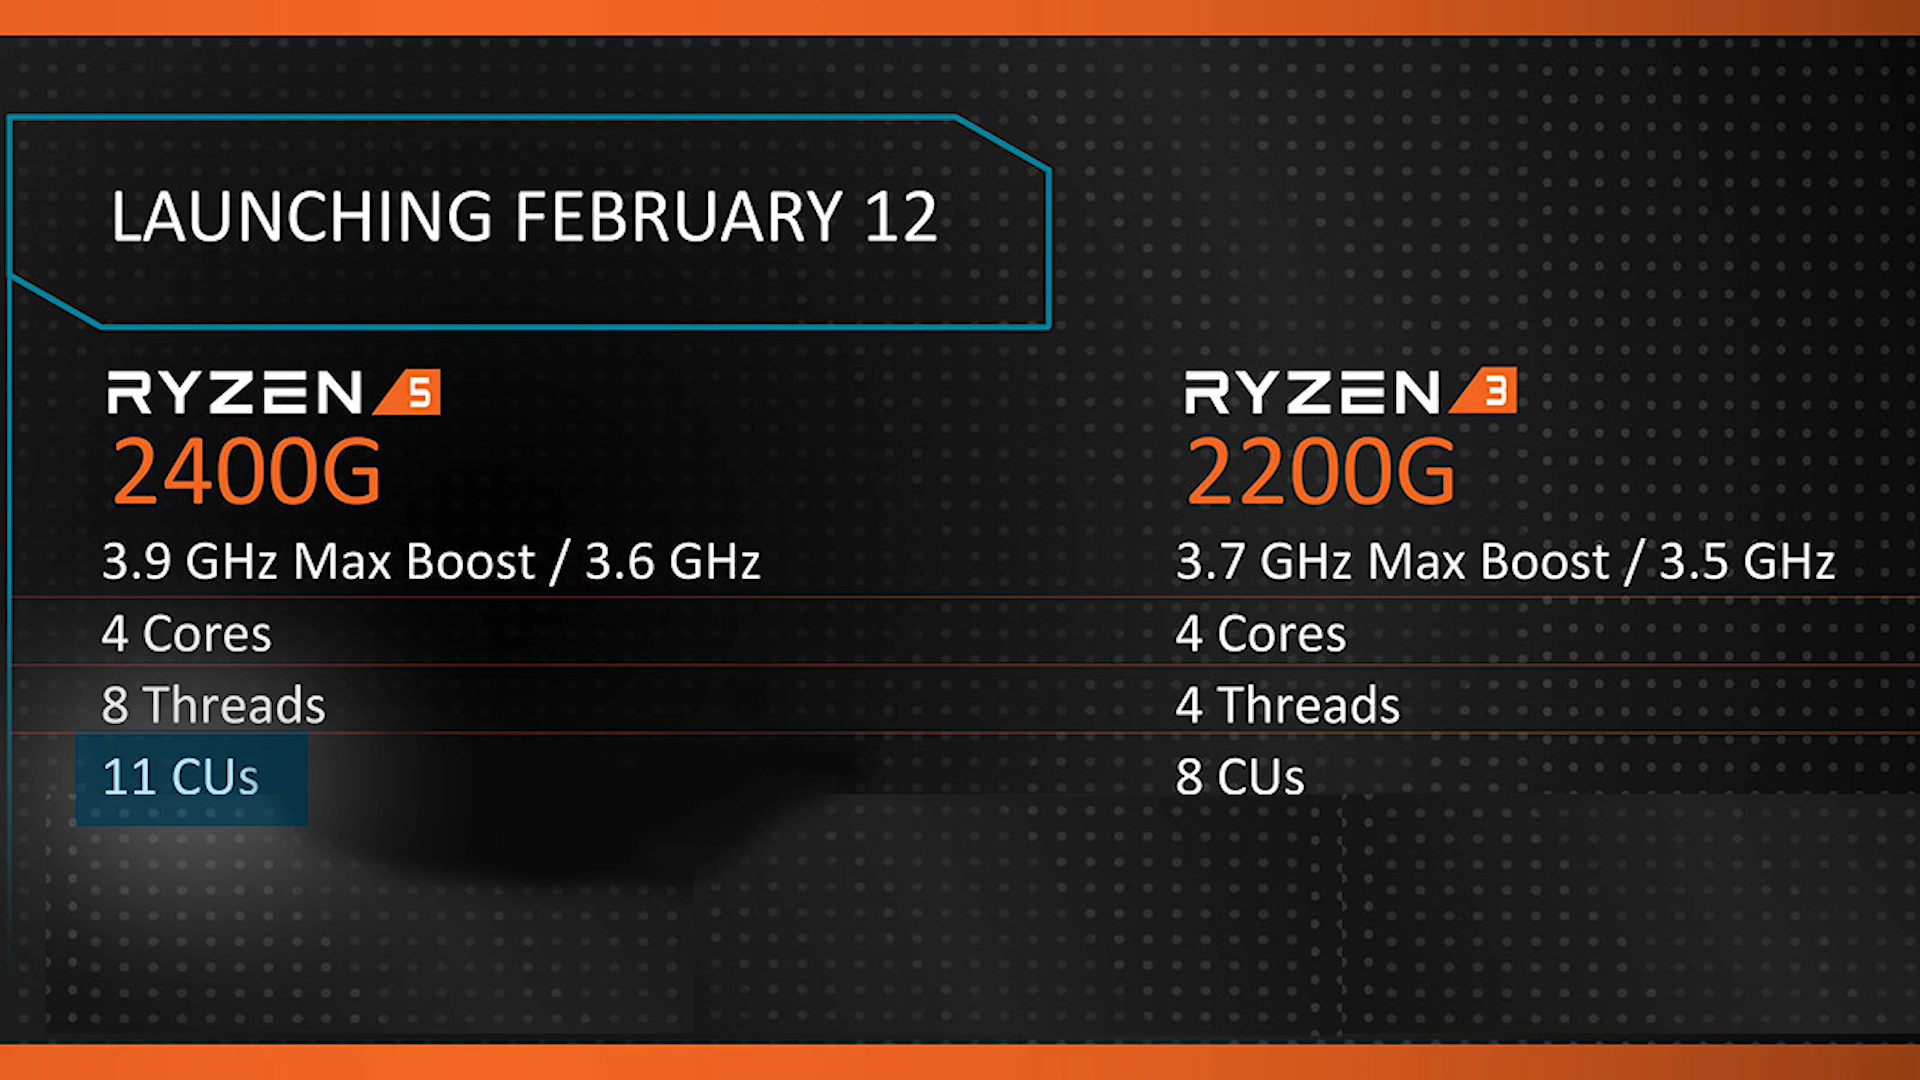 LAUNCHING FEBRUARY 12
RYZEN 5
2400G
3.9 GHz Max Boost / 3.6 GHz
4 Cores
8 Threads
11 CUs
RYZEN 3
2200G
3.7 GHz Max Boost / 3.5 GHz
4 Cores
4 Threads
8 CUs